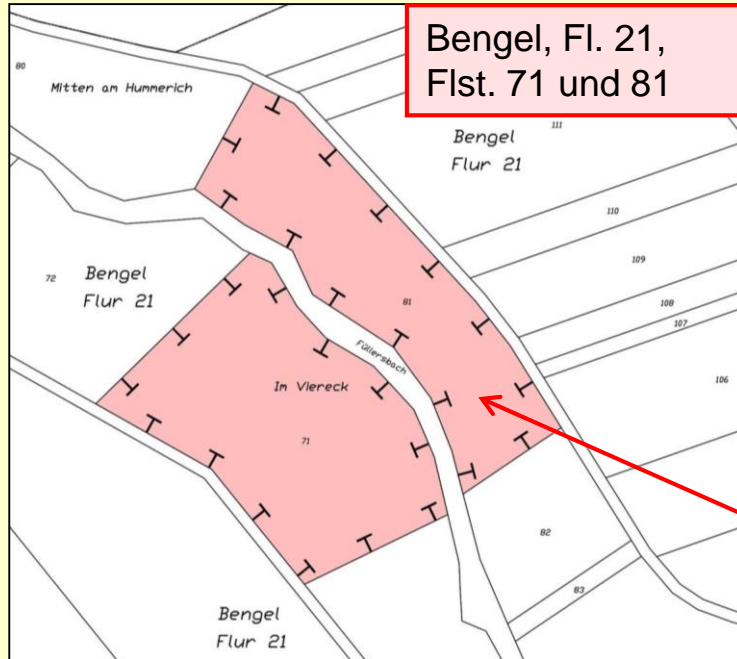 Bengel, Fl. 21,
Flst. 71 und 81
80
Mitten am Hummerich
Bengel
Flur 21
111
110
109
108
107
106
72
Bengel
Flur 21
81
Füllersbach
Im Viereck
71
82
83
Bengel
Flur 21